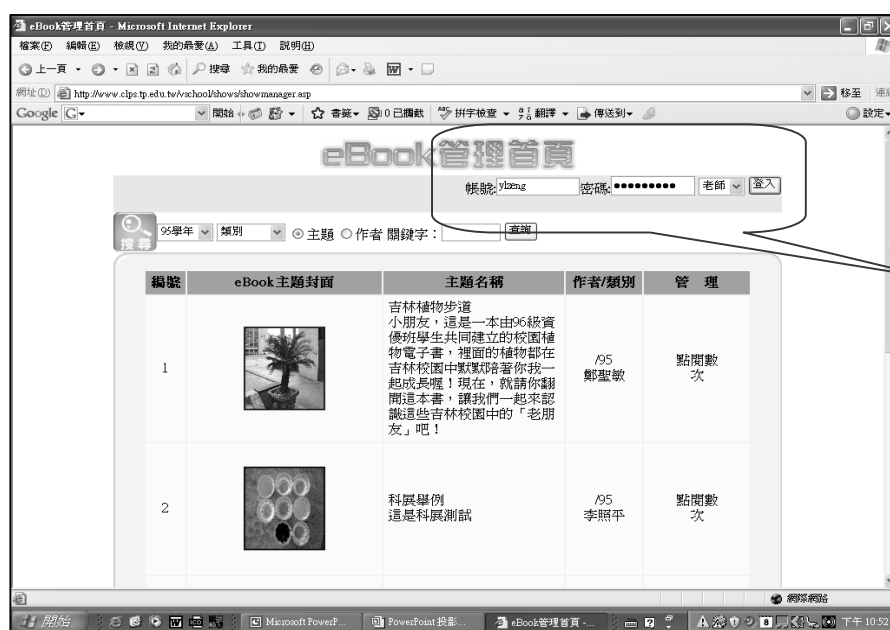 eBook管理首頁 - Microsoft Internet Explorer
檔案(F) 編輯(E) 檢視(V) 我的最愛(A) 工具(T) 說明(H)
上一頁 搜尋 我的最愛
網址(D) http://www.clps.tp.edu.tw/vschool/shows/showmanager.asp 移至 連結
Google G 開始 書籤 0 已攔截 拼字檢查 翻譯 傳送到 設定
eBook管理首頁
帳號: ylzeng 密碼: ●●●●●●●●● 老師 登入
搜尋 95學年 類別 主題 作者 關鍵字: 查詢
編號 eBook主題封面 主題名稱 作者/類別 管 理
吉林植物步道
小朋友,這是一本由96級資
優班學生共同建立的校園植
物電子書,裡面的植物都在
吉林校園中默默陪著你我一
起成長喔!現在,就請你翻
開這本書,讓我們一起來認
識這些吉林校園中的「老朋
友」吧!
1
/95
鄭聖敏
點閱數
次
2
科展舉例
這是科展測試
/95
李照平
點閱數
次
網際網路
開始 Microsoft PowerP... PowerPoint 投影... eBook管理首頁 -... 下午 10:52